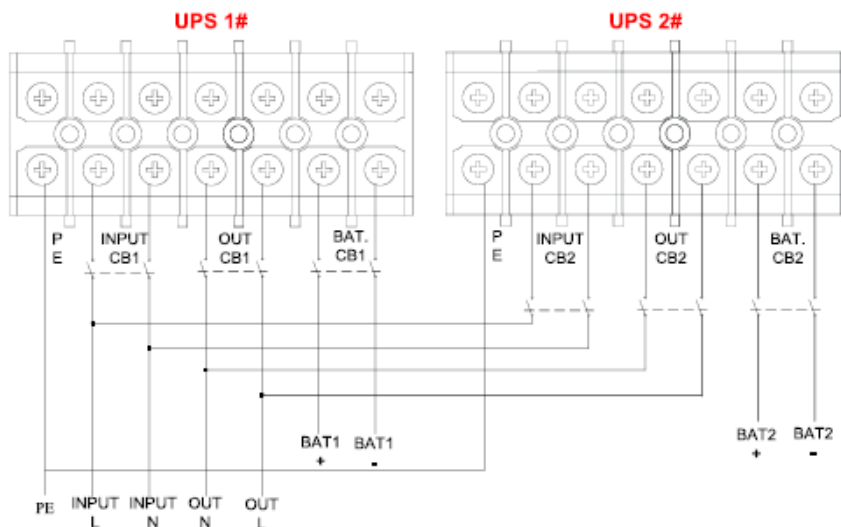 UPS 1#
UPS 2#
P
E
INPUT
CB1
OUT
CB1
BAT.
CB1
P
E
INPUT
CB2
OUT
CB2
BAT.
CB2
BAT1
+
BAT1
-
BAT2
+
BAT2
-
PE
INPUT
L
INPUT
N
OUT
N
OUT
L